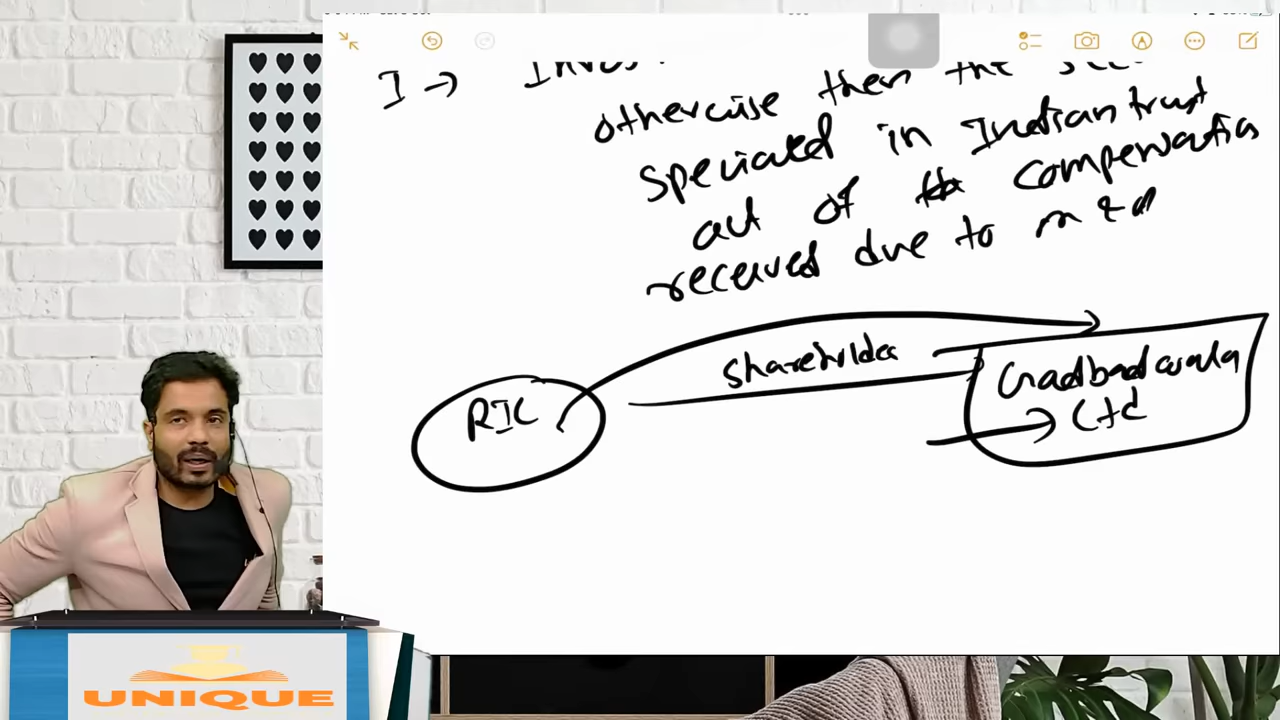 I →
otherwise then the
speciated in Indian trust
act of compensation
received due to
shareholder
RIC
Gadbadwala
Ltd
UNIQUE